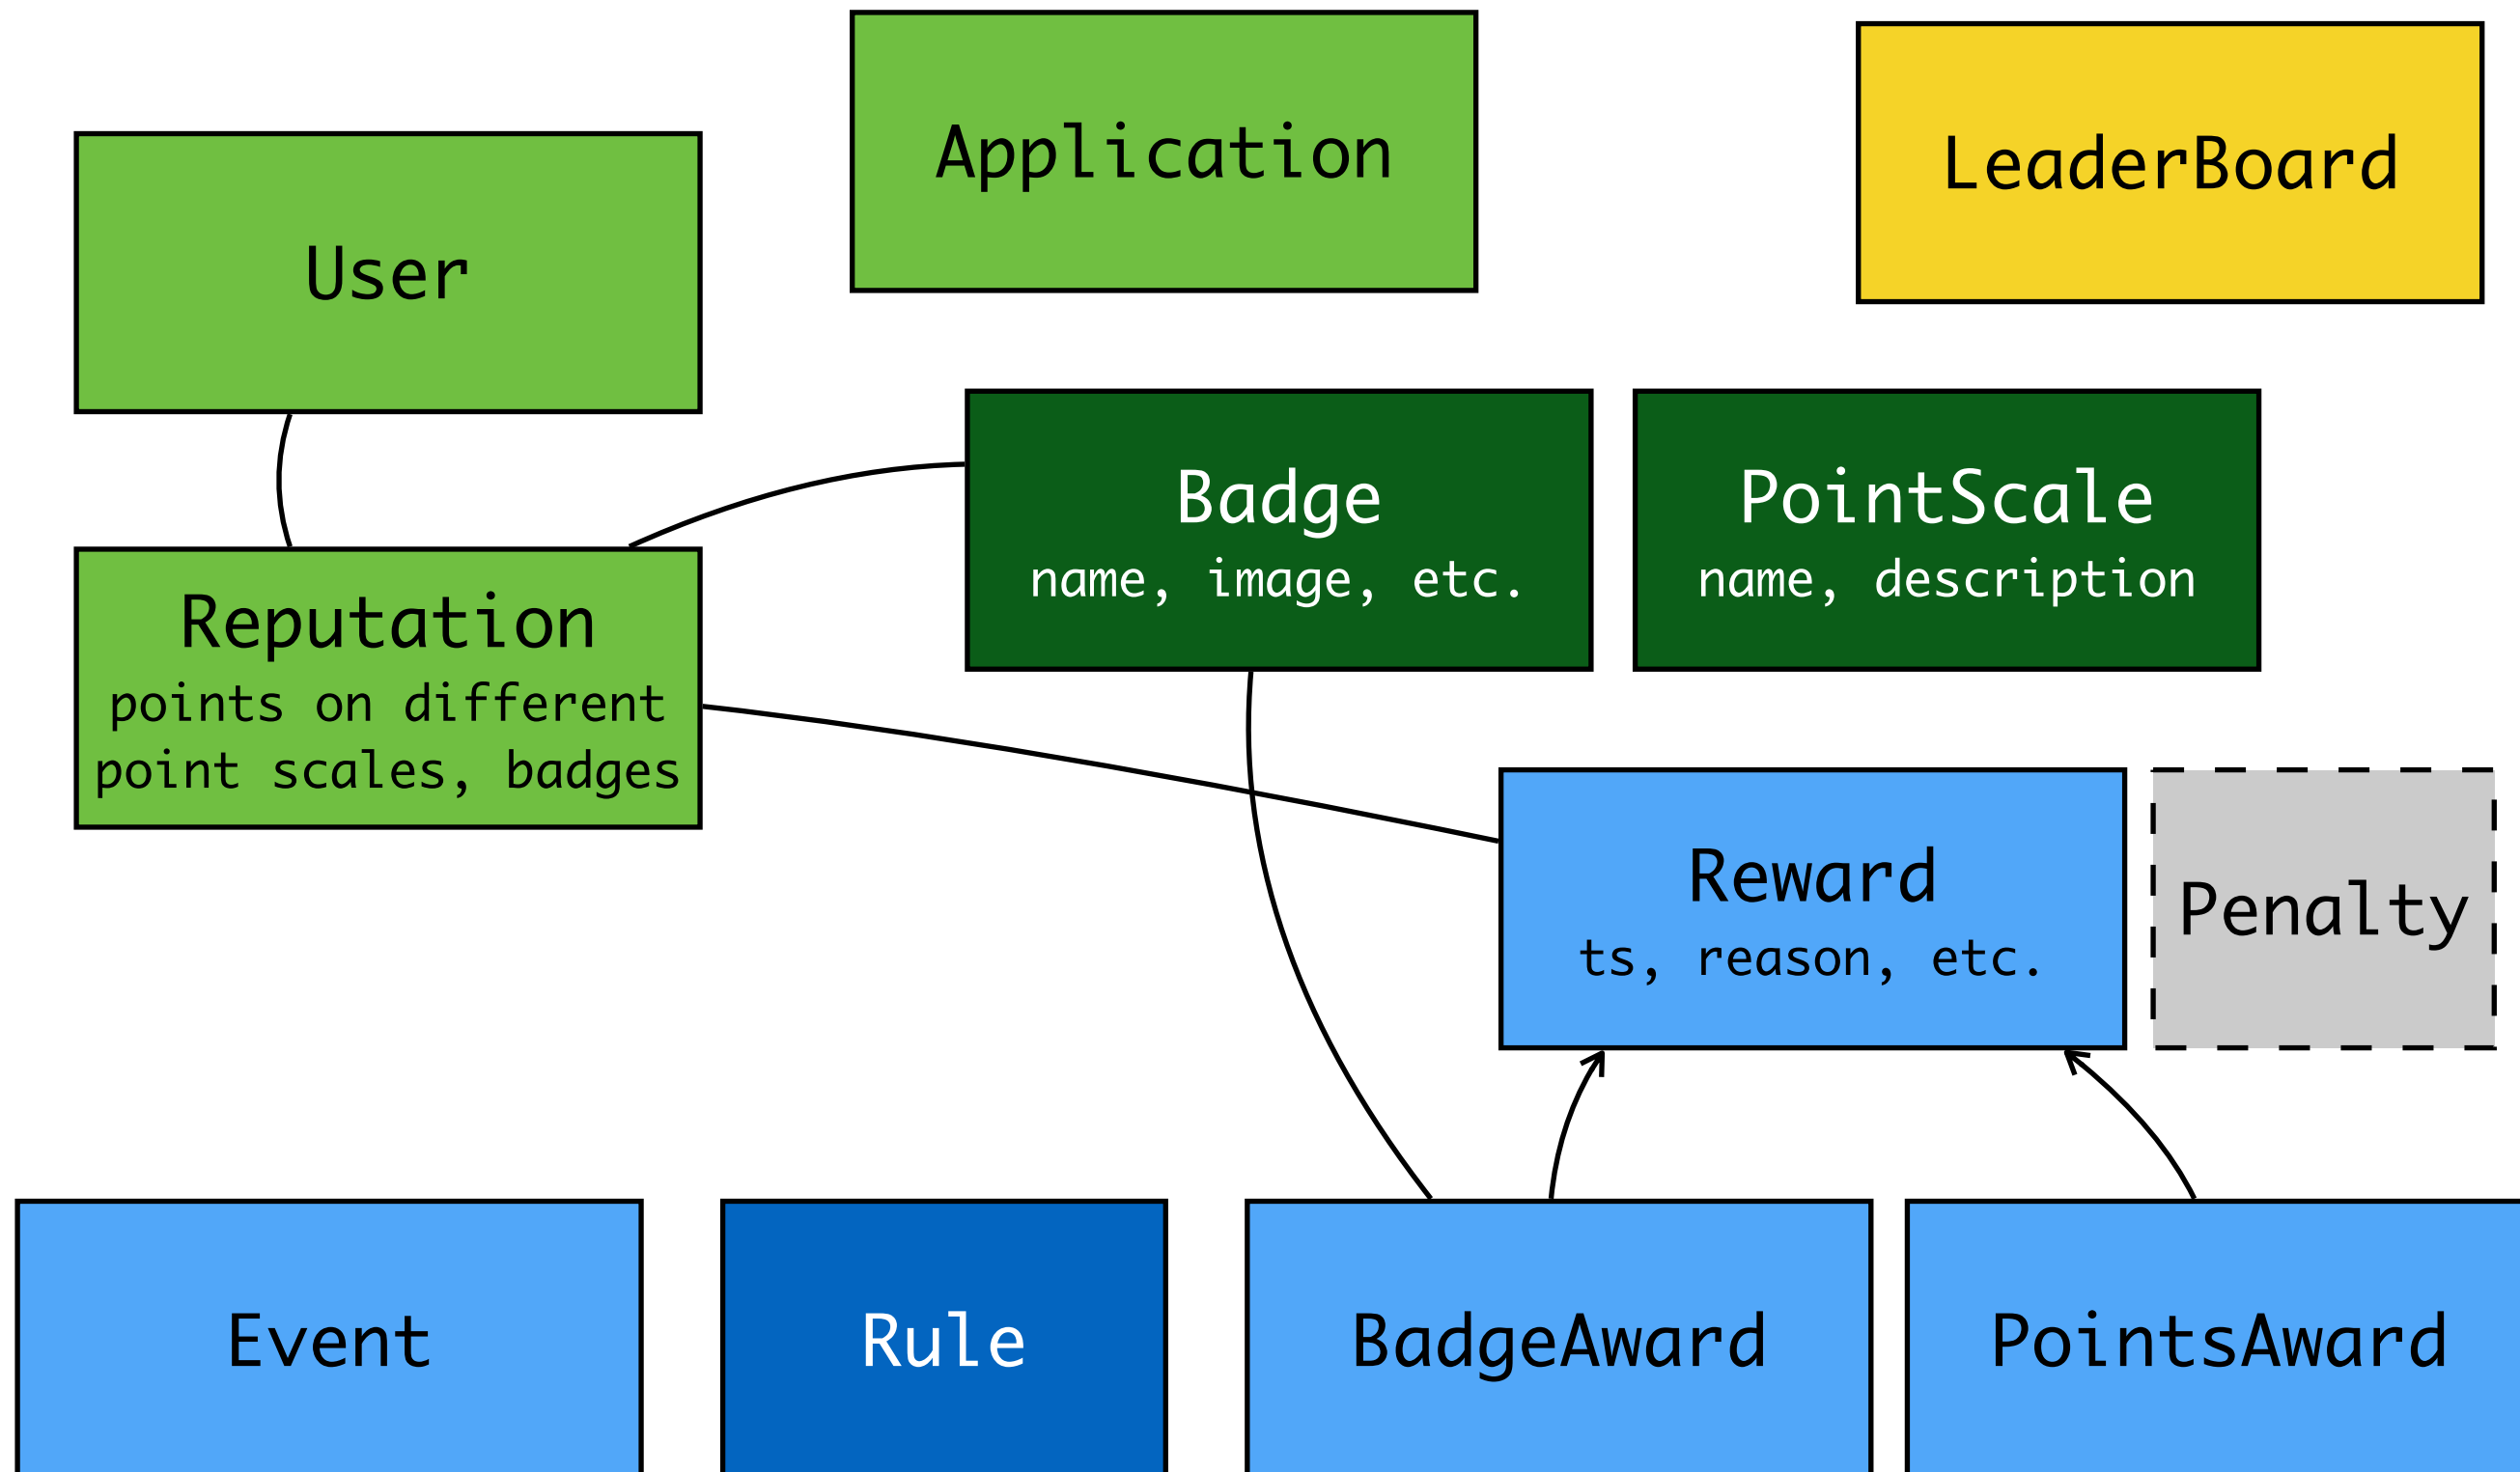 Application
LeaderBoard
User
Badge
name, image, etc.
PointScale
name, description
Reputation
points on different
point scales, badges
Reward
ts, reason, etc.
Penalty
Event
Rule
BadgeAward
PointsAward